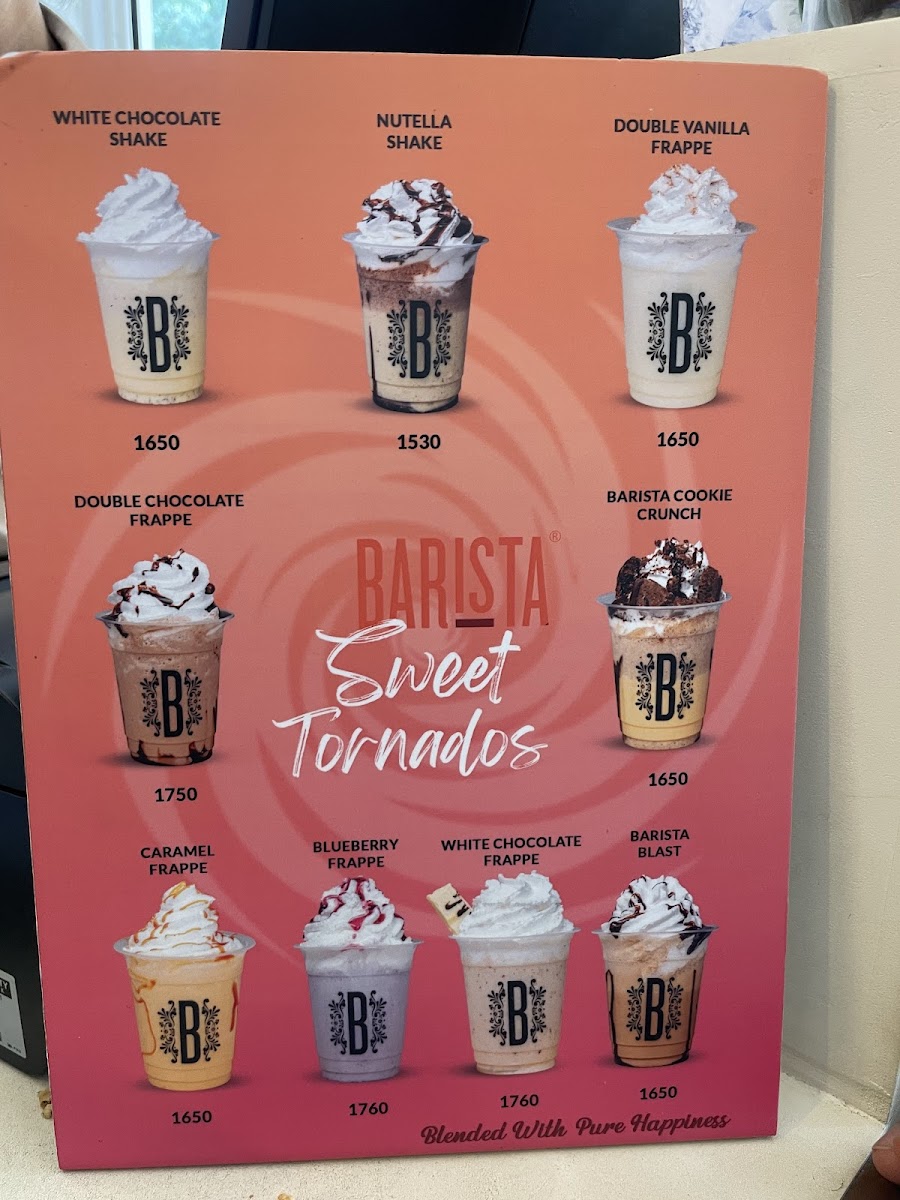 WHITE CHOCOLATE
SHAKE
NUTELLA
SHAKE
DOUBLE VANILLA
FRAPPE
B
B
B
1650
1530
1650
DOUBLE CHOCOLATE
FRAPPE
BARISTA COOKIE
CRUNCH
BARISTA®
Sweet
Tornados
B
B
1750
1650
CARAMEL
FRAPPE
BLUEBERRY
FRAPPE
WHITE CHOCOLATE
FRAPPE
BARISTA
BLAST
B
B
B
B
1650
1760
1760
1650
Blended With Pure Happiness